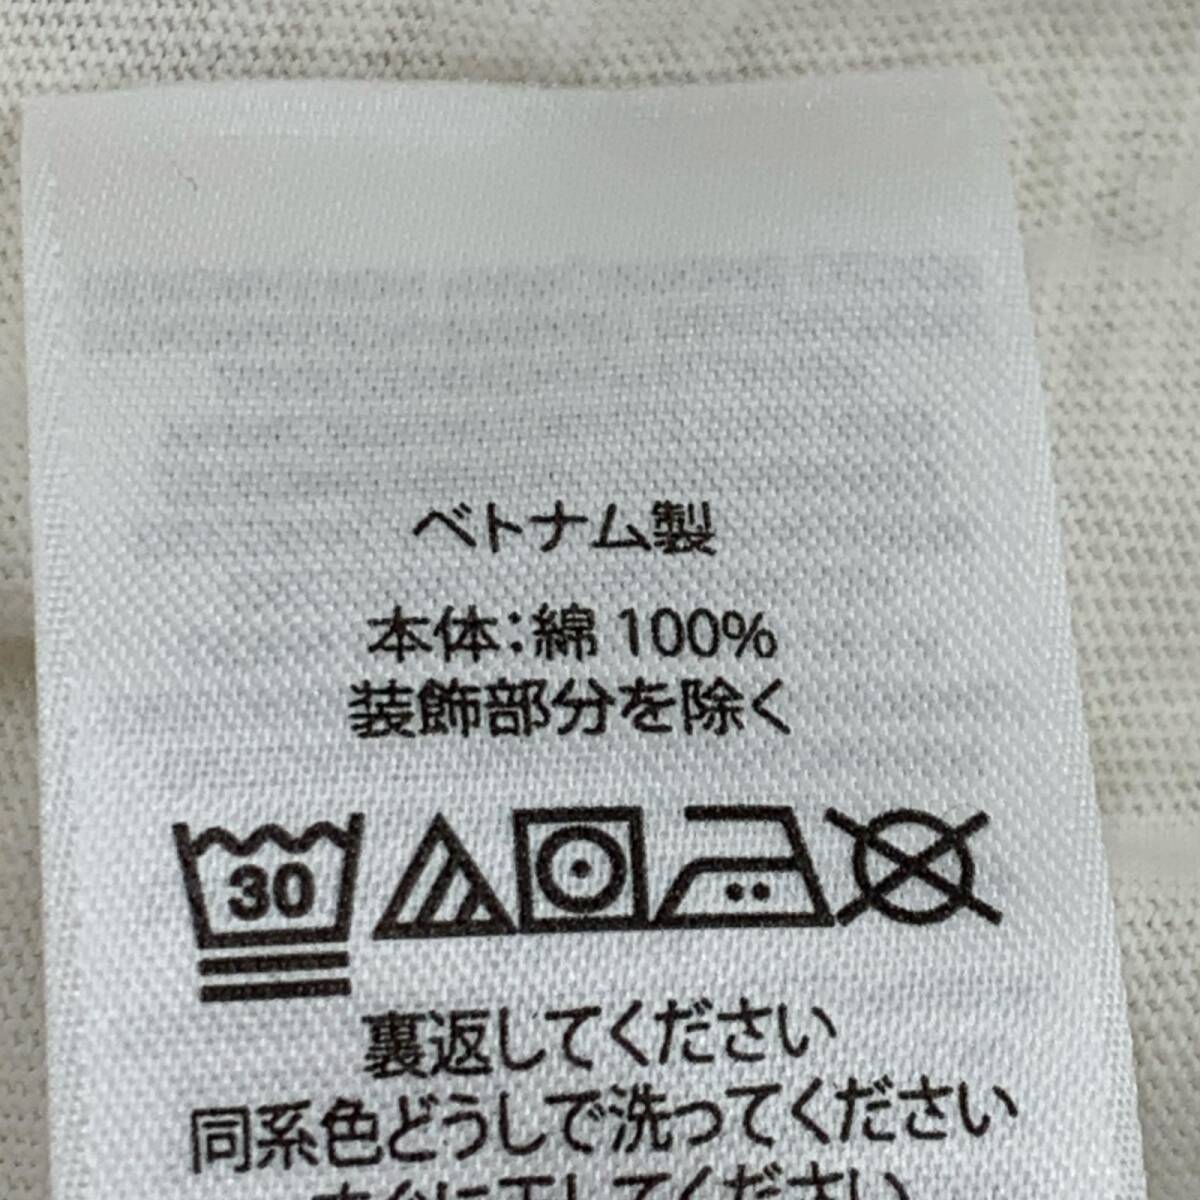 ベトナム製
本体：綿 100%
装飾部分を除く
30
裏返してください
同系色どうしで洗ってください